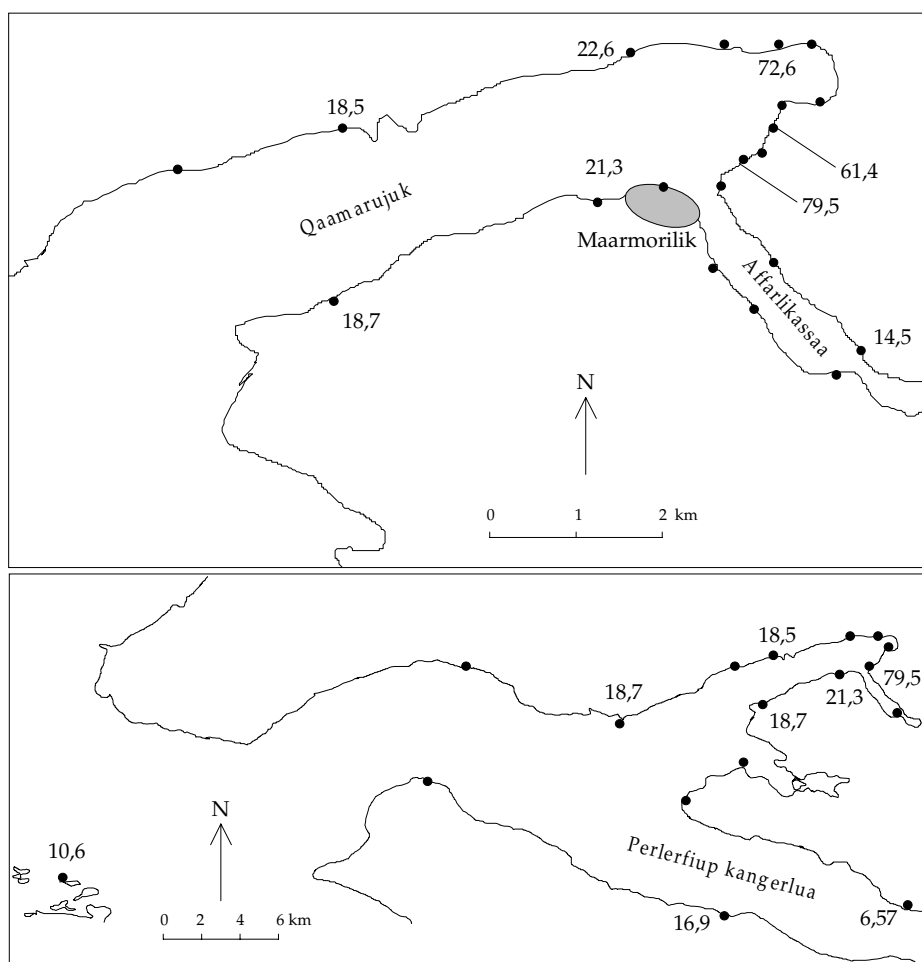 22,6
72,6
18,5
61,4
21,3
79,5
Qaamarujuk
Maarmorilik
Affarlikassaa
18,7
14,5
N
0 1 2 km
18,5
18,7
79,5
21,3
18,7
N
Perlerfiup kangerlua
10,6
0 2 4 6 km
16,9
6,57